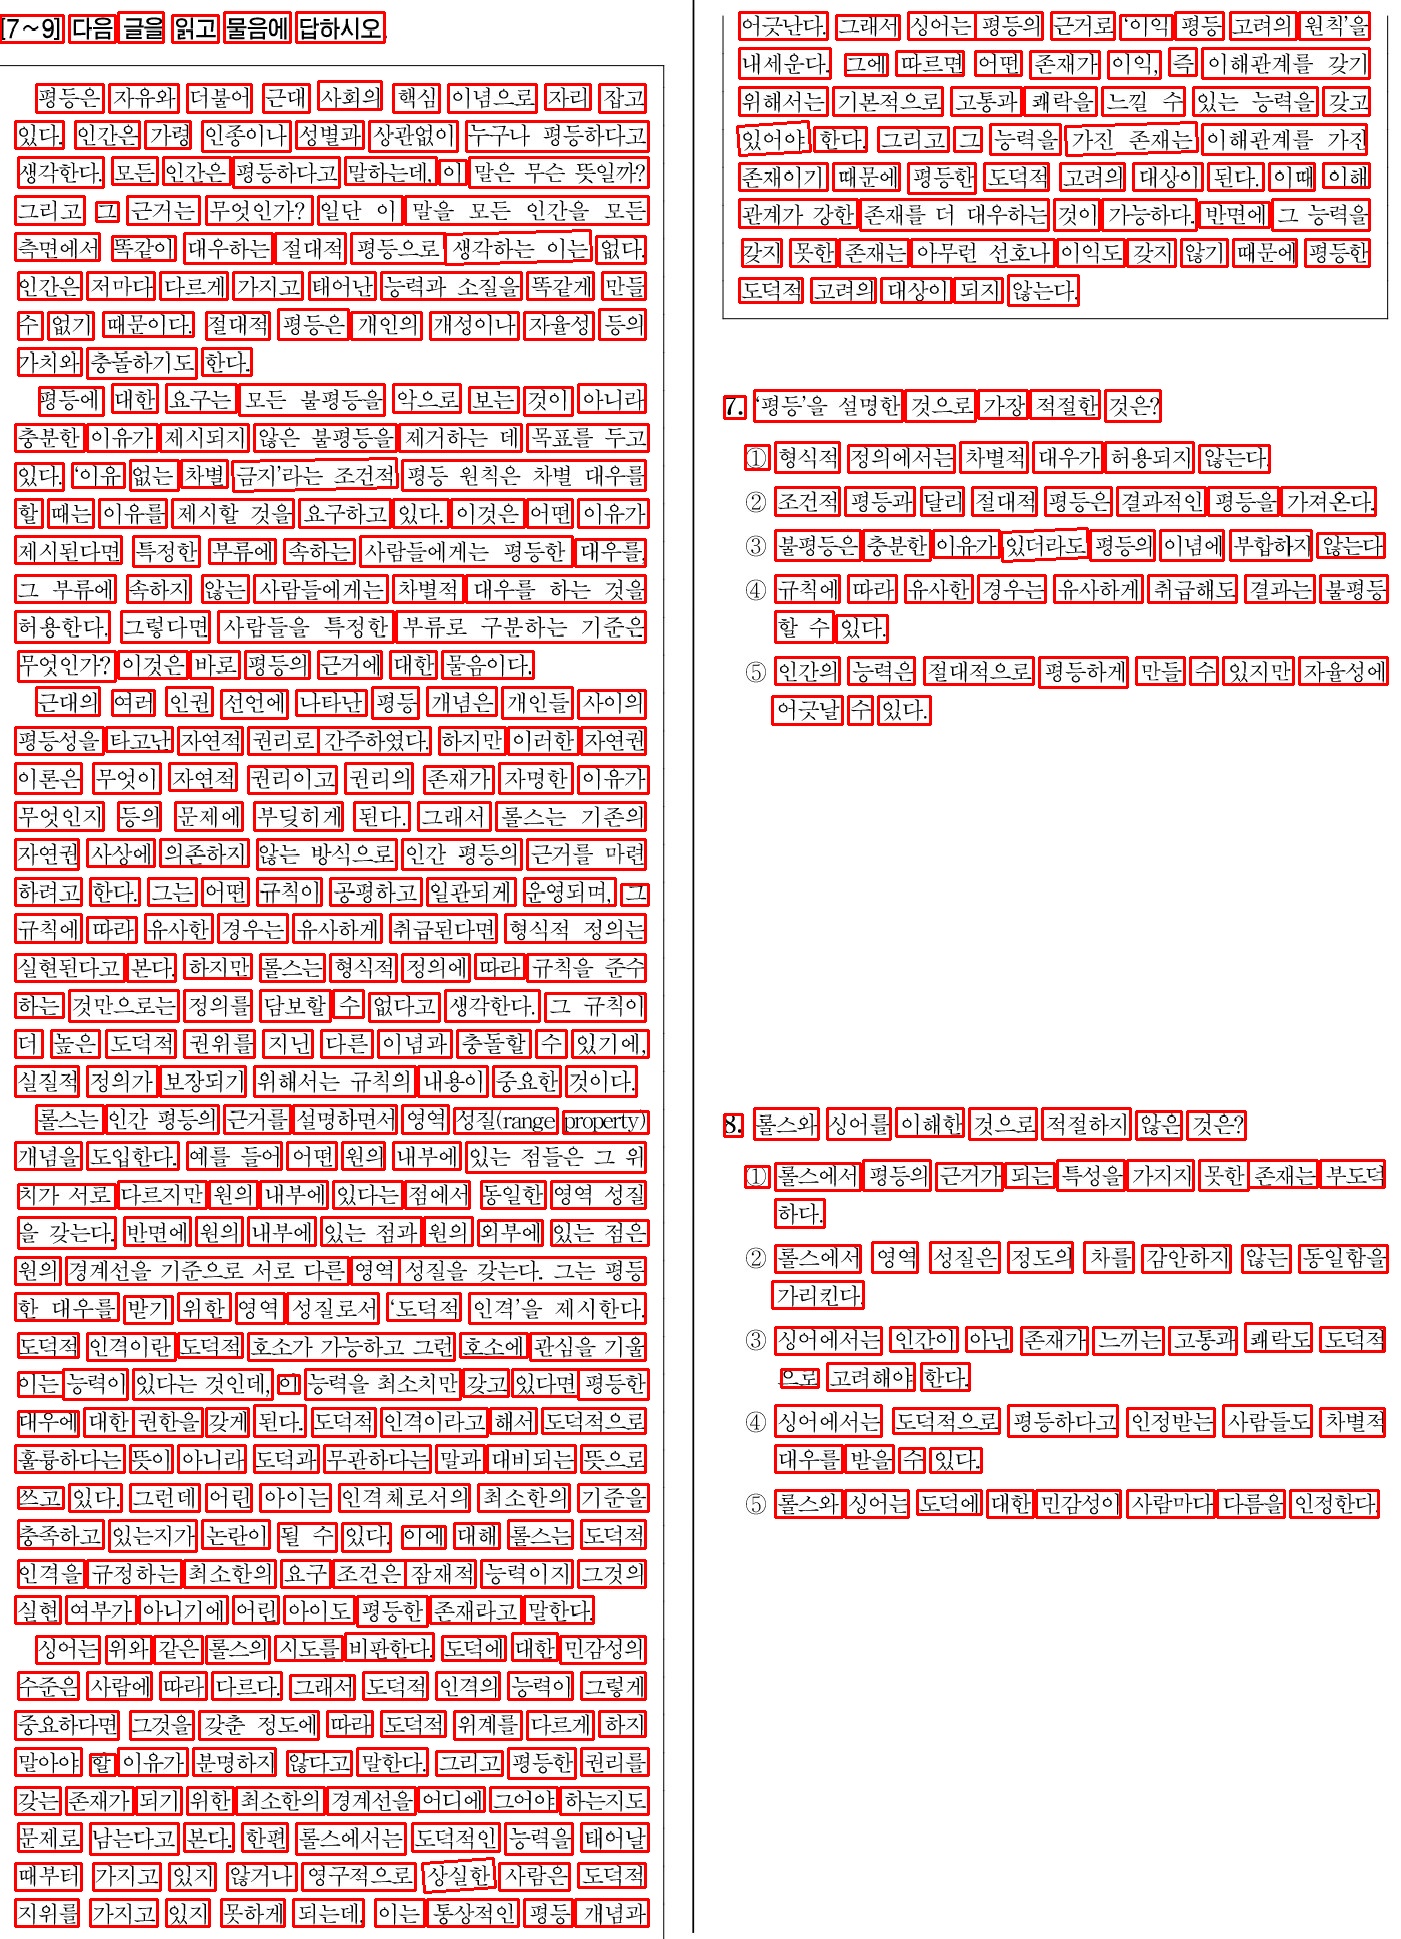 [7～9] 다음 글을 읽고 물음에 답하시오.
평등은 자유와 더불어 근대 사회의 핵심 이념으로 자리 잡고
있다. 인간은 가령 인종이나 성별과 상관없이 누구나 평등하다고
생각한다. 모든 인간은 평등하다고 말하는데, 이 말은 무슨 뜻일까?
그리고 그 근거는 무엇인가? 일단 이 말을 모든 인간을 모든
측면에서 똑같이 대우하는 절대적 평등으로 생각하는 이는 없다.
인간은 저마다 다르게 가지고 태어난 능력과 소질을 똑같게 만들
수 없기 때문이다. 절대적 평등은 개인의 개성이나 자율성 등의
가치와 충돌하기도 한다.
평등에 대한 요구는 모든 불평등을 악으로 보는 것이 아니라
충분한 이유가 제시되지 않은 불평등을 제거하는 데 목표를 두고
있다. ‘이유 없는 차별 금지’라는 조건적 평등 원칙은 차별 대우를
할 때는 이유를 제시할 것을 요구하고 있다. 이것은 어떤 이유가
제시된다면 특정한 부류에 속하는 사람들에게는 평등한 대우를,
그 부류에 속하지 않는 사람들에게는 차별적 대우를 하는 것을
허용한다. 그렇다면 사람들을 특정한 부류로 구분하는 기준은
무엇인가? 이것은 바로 평등의 근거에 대한 물음이다.
근대의 여러 인권 선언에 나타난 평등 개념은 개인들 사이의
평등성을 타고난 자연적 권리로 간주하였다. 하지만 이러한 자연권
이론은 무엇이 자연적 권리이고 권리의 존재가 자명한 이유가
무엇인지 등의 문제에 부딪히게 된다. 그래서 롤스는 기존의
자연권 사상에 의존하지 않는 방식으로 인간 평등의 근거를 마련
하려고 한다. 그는 어떤 규칙이 공평하고 일관되게 운영되며, 그
규칙에 따라 유사한 경우는 유사하게 취급된다면 형식적 정의는
실현된다고 본다. 하지만 롤스는 형식적 정의에 따라 규칙을 준수
하는 것만으로는 정의를 담보할 수 없다고 생각한다. 그 규칙이
더 높은 도덕적 권위를 지닌 다른 이념과 충돌할 수 있기에,
실질적 정의가 보장되기 위해서는 규칙의 내용이 중요한 것이다.
롤스는 인간 평등의 근거를 설명하면서 영역 성질(range property)
개념을 도입한다. 예를 들어 어떤 원의 내부에 있는 점들은 그 위
치가 서로 다르지만 원의 내부에 있다는 점에서 동일한 영역 성질
을 갖는다. 반면에 원의 내부에 있는 점과 원의 외부에 있는 점은
원의 경계선을 기준으로 서로 다른 영역 성질을 갖는다. 그는 평등
한 대우를 받기 위한 영역 성질로서 ‘도덕적 인격’을 제시한다.
도덕적 인격이란 도덕적 호소가 가능하고 그런 호소에 관심을 기울
이는 능력이 있다는 것인데, 이 능력을 최소치만 갖고 있다면 평등한
대우에 대한 권한을 갖게 된다. 도덕적 인격이라고 해서 도덕적으로
훌륭하다는 뜻이 아니라 도덕과 무관하다는 말과 대비되는 뜻으로
쓰고 있다. 그런데 어린 아이는 인격체로서의 최소한의 기준을
충족하고 있는지가 논란이 될 수 있다. 이에 대해 롤스는 도덕적
인격을 규정하는 최소한의 요구 조건은 잠재적 능력이지 그것의
실현 여부가 아니기에 어린 아이도 평등한 존재라고 말한다.
싱어는 위와 같은 롤스의 시도를 비판한다. 도덕에 대한 민감성의
수준은 사람에 따라 다르다. 그래서 도덕적 인격의 능력이 그렇게
중요하다면 그것을 갖춘 정도에 따라 도덕적 위계를 다르게 하지
말아야 할 이유가 분명하지 않다고 말한다. 그리고 평등한 권리를
갖는 존재가 되기 위한 최소한의 경계선을 어디에 그어야 하는지도
문제로 남는다고 본다. 한편 롤스에서는 도덕적인 능력을 태어날
때부터 가지고 있지 않거나 영구적으로 상실한 사람은 도덕적
지위를 가지고 있지 못하게 되는데, 이는 통상적인 평등 개념과
어긋난다. 그래서 싱어는 평등의 근거로 ‘이익 평등 고려의 원칙’을
내세운다. 그에 따르면 어떤 존재가 이익, 즉 이해관계를 갖기
위해서는 기본적으로 고통과 쾌락을 느낄 수 있는 능력을 갖고
있어야 한다. 그리고 그 능력을 가진 존재는 이해관계를 가진
존재이기 때문에 평등한 도덕적 고려의 대상이 된다. 이때 이해
관계가 강한 존재를 더 대우하는 것이 가능하다. 반면에 그 능력을
갖지 못한 존재는 아무런 선호나 이익도 갖지 않기 때문에 평등한
도덕적 고려의 대상이 되지 않는다.
7. ‘평등’을 설명한 것으로 가장 적절한 것은?
① 형식적 정의에서는 차별적 대우가 허용되지 않는다.
② 조건적 평등과 달리 절대적 평등은 결과적인 평등을 가져온다.
③ 불평등은 충분한 이유가 있더라도 평등의 이념에 부합하지 않는다.
④ 규칙에 따라 유사한 경우는 유사하게 취급해도 결과는 불평등
할 수 있다.
⑤ 인간의 능력은 절대적으로 평등하게 만들 수 있지만 자율성에
어긋날 수 있다.
8. 롤스와 싱어를 이해한 것으로 적절하지 않은 것은?
① 롤스에서 평등의 근거가 되는 특성을 가지지 못한 존재는 부도덕
하다.
② 롤스에서 영역 성질은 정도의 차를 감안하지 않는 동일함을
가리킨다.
③ 싱어에서는 인간이 아닌 존재가 느끼는 고통과 쾌락도 도덕적
으로 고려해야 한다.
④ 싱어에서는 도덕적으로 평등하다고 인정받는 사람들도 차별적
대우를 받을 수 있다.
⑤ 롤스와 싱어는 도덕에 대한 민감성이 사람마다 다름을 인정한다.